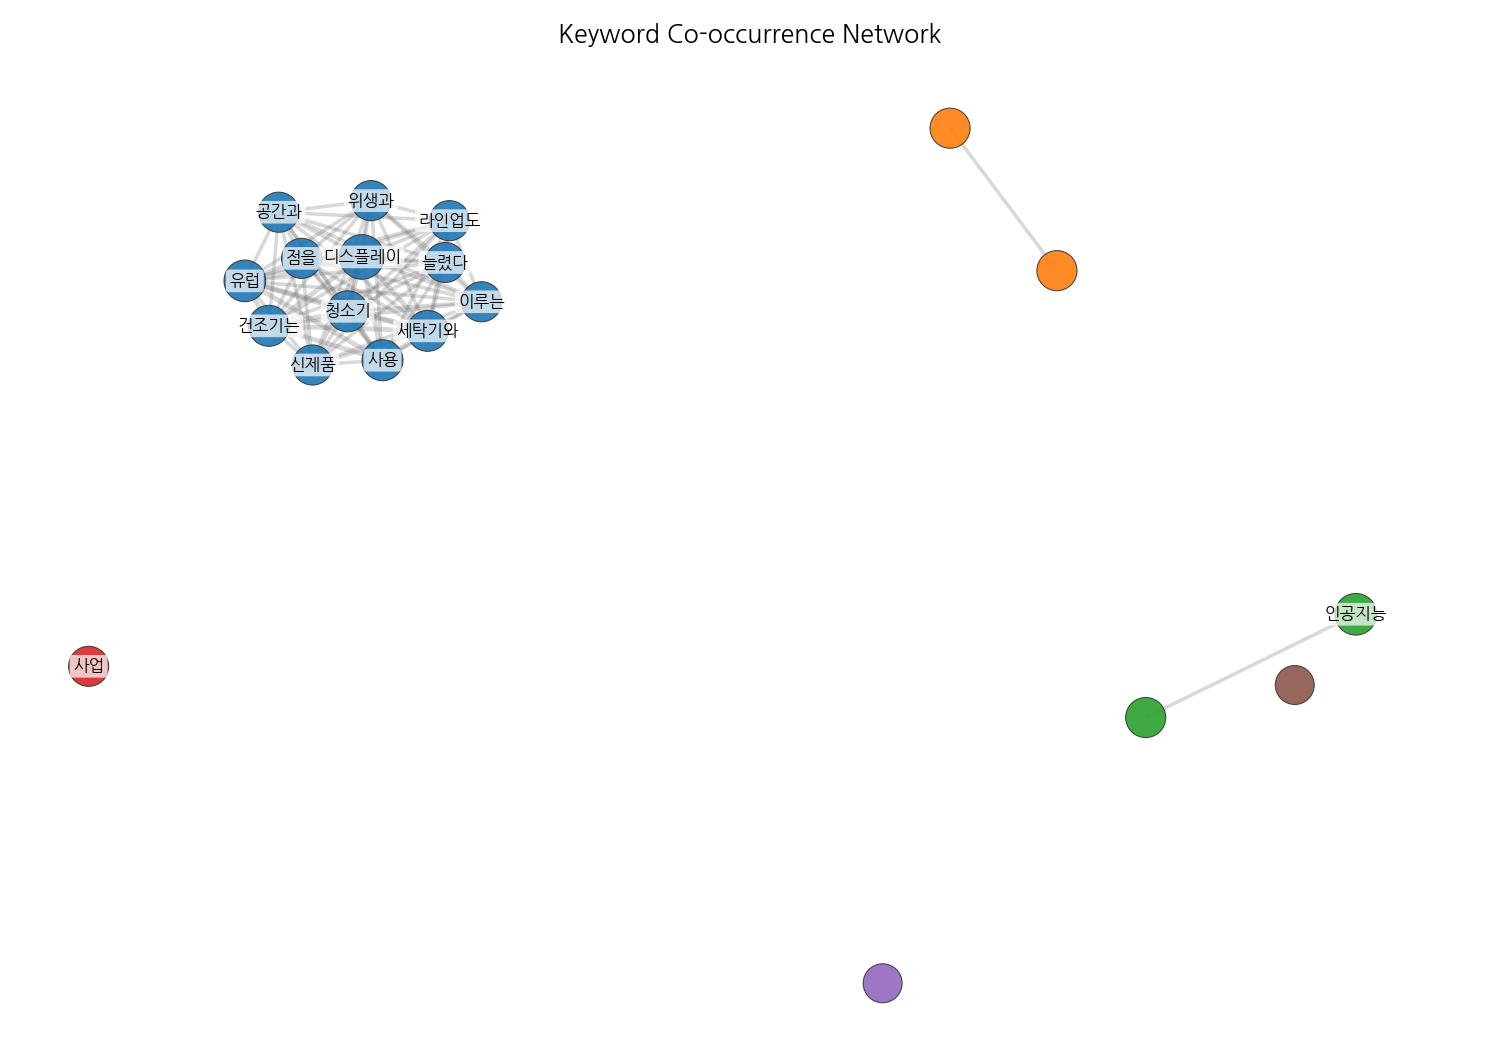 Keyword Co-occurrence Network
위생과
공간과
라인업도
점을
디스플레이
늘렸다
유럽
이루는
청소기
건조기는
세탁기와
신제품
사용
인공지능
사업